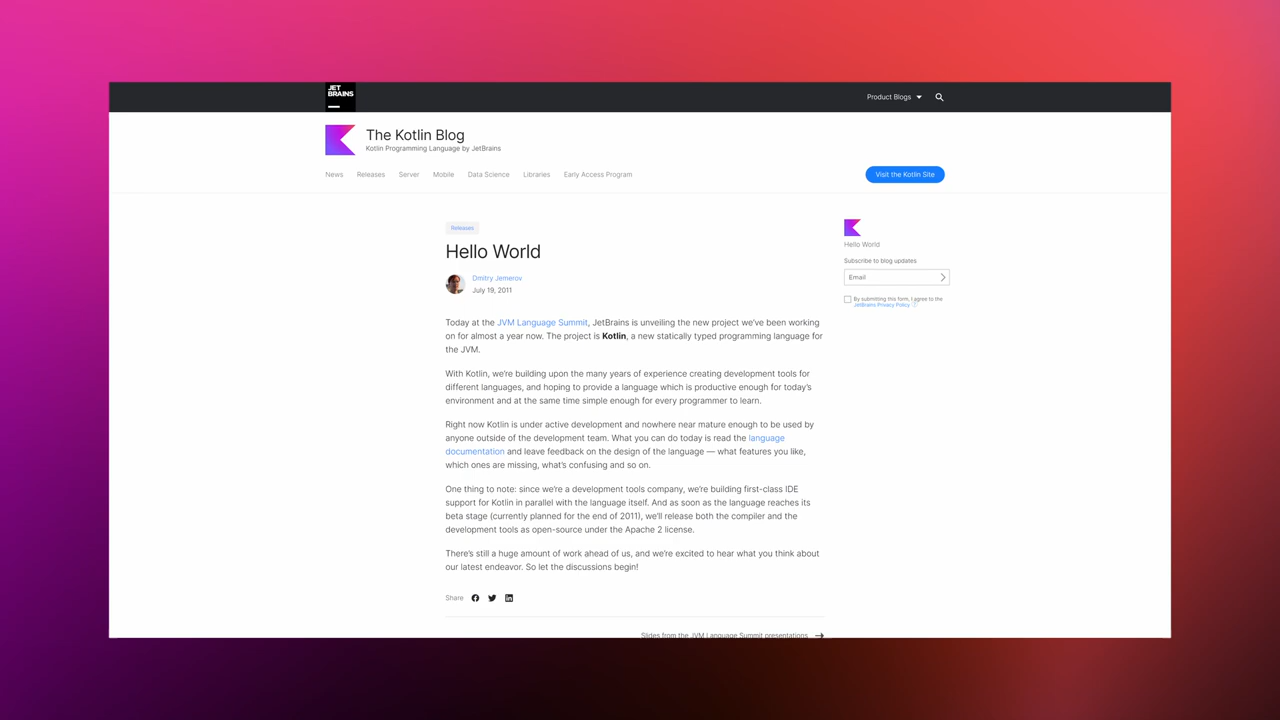 JET
BRAINS
Product Blogs
The Kotlin Blog
Kotlin Programming Language by JetBrains
News Releases Server Mobile Data Science Libraries Early Access Program
Visit the Kotlin Site
Releases
Hello World
Dmitry Jemerov
July 19, 2011
Today at the JVM Language Summit, JetBrains is unveiling the new project we've been working
on for almost a year now. The project is Kotlin, a new statically typed programming language for
the JVM.
With Kotlin, we're building upon the many years of experience creating development tools for
different languages, and hoping to provide a language which is productive enough for today's
environment and at the same time simple enough for every programmer to learn.
Right now Kotlin is under active development and nowhere near mature enough to be used by
anyone outside of the development team. What you can do today is read the language
documentation and leave feedback on the design of the language — what features you like,
which ones are missing, what's confusing and so on.
One thing to note: since we're a development tools company, we're building first-class IDE
support for Kotlin in parallel with the language itself. And as soon as the language reaches its
beta stage (currently planned for the end of 2011), we'll release both the compiler and the
development tools as open-source under the Apache 2 license.
There's still a huge amount of work ahead of us, and we're excited to hear what you think about
our latest endeavor. So let the discussions begin!
Share
Slides from the JVM Language Summit presentations
Hello World
Subscribe to blog updates
Email
By submitting this form, I agree to the
JetBrains Privacy Policy